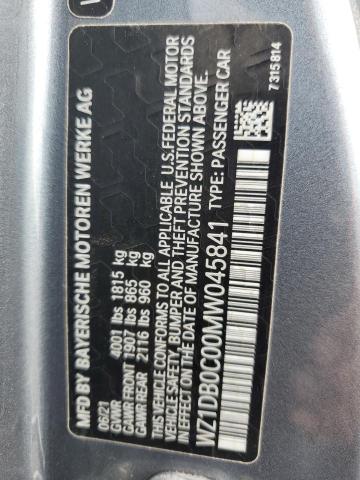 MFD BY BAYERISCHE MOTOREN WERKE AG
06/21
GVWR 4001 lbs 1815 kg
GAWR FRONT 1907 lbs 865 kg
GAWR REAR 2116 lbs 960 kg
VEHICLE CONFORMS TO ALL APPLICABLE U.S.FEDERAL MOTOR
VEHICLE SAFETY, BUMPER AND THEFT PREVENTION STANDARDS
IN EFFECT ON THE DATE OF MANUFACTURE SHOWN ABOVE.
WZ1DB0C00MW045841 TYPE: PASSENGER CAR
7 315 814